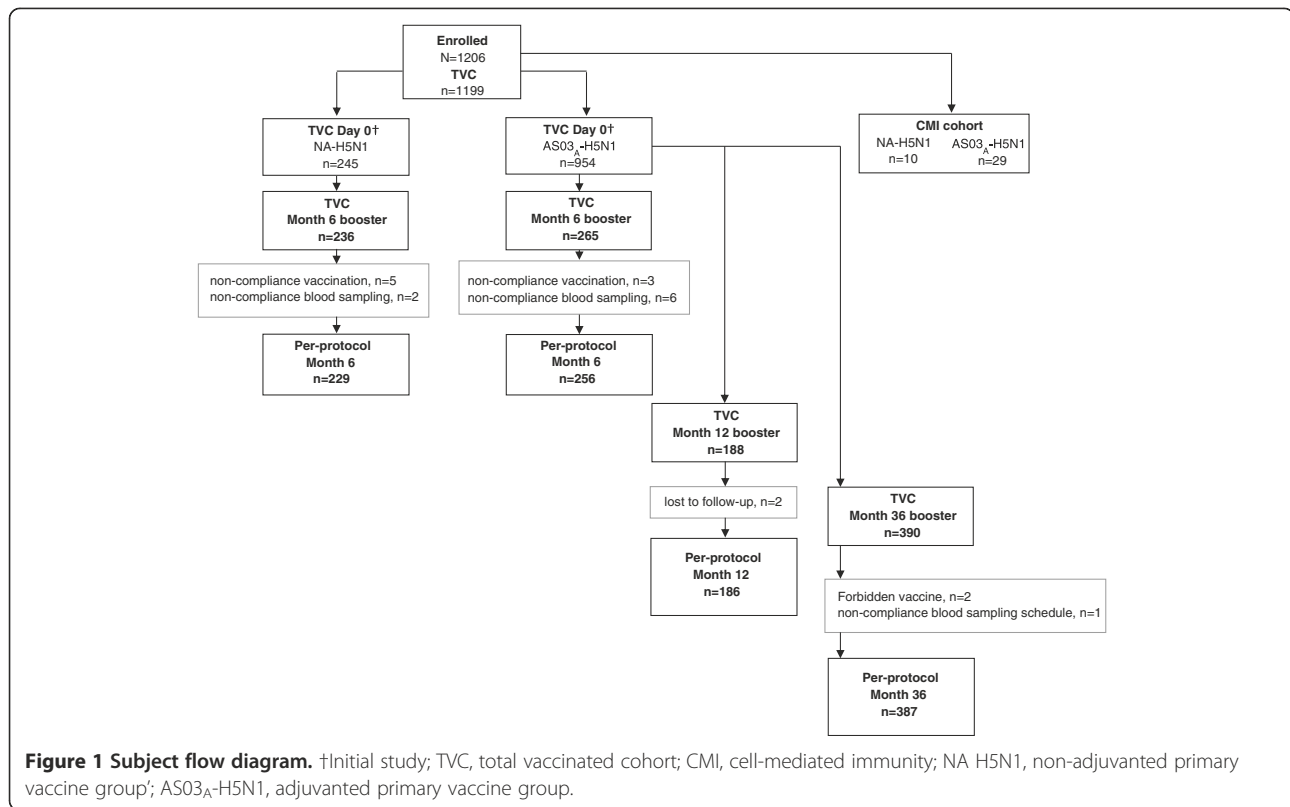 Enrolled
N=1206
TVC
n=1199
TVC Day 0†
NA-H5N1
n=245
TVC Day 0†
AS03A-H5N1
n=954
CMI cohort
NA-H5N1 AS03A-H5N1
n=10 n=29
TVC
Month 6 booster
n=236
TVC
Month 6 booster
n=265
non-compliance vaccination, n=5
non-compliance blood sampling, n=2
non-compliance vaccination, n=3
non-compliance blood sampling, n=6
Per-protocol
Month 6
n=229
Per-protocol
Month 6
n=256
TVC
Month 12 booster
n=188
lost to follow-up, n=2
Per-protocol
Month 12
n=186
TVC
Month 36 booster
n=390
Forbidden vaccine, n=2
non-compliance blood sampling schedule, n=1
Per-protocol
Month 36
n=387
Figure 1 Subject flow diagram. †Initial study; TVC, total vaccinated cohort; CMI, cell-mediated immunity; NA H5N1, non-adjuvanted primary
vaccine group’; AS03A-H5N1, adjuvanted primary vaccine group.